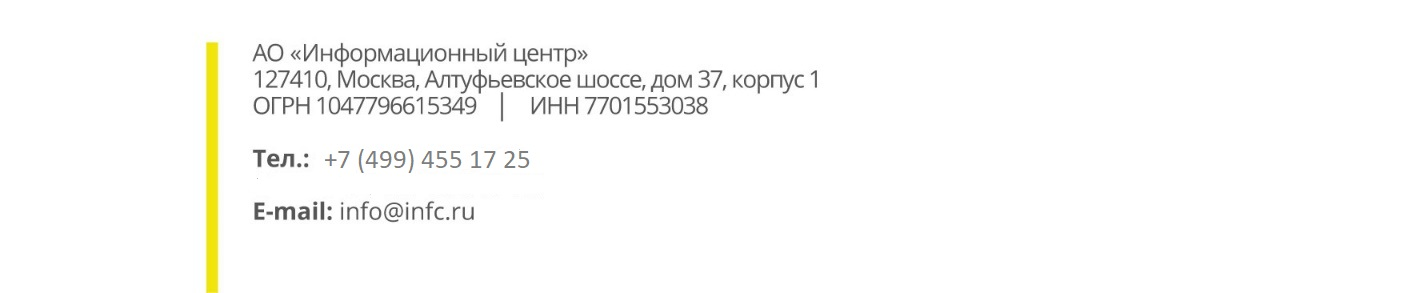 АО «Информационный центр»
127410, Москва, Алтуфьевское шоссе, дом 37, корпус 1
ОГРН 1047796615349 | ИНН 7701553038
Тел.: +7 (499) 455 17 25
E-mail: info@infc.ru